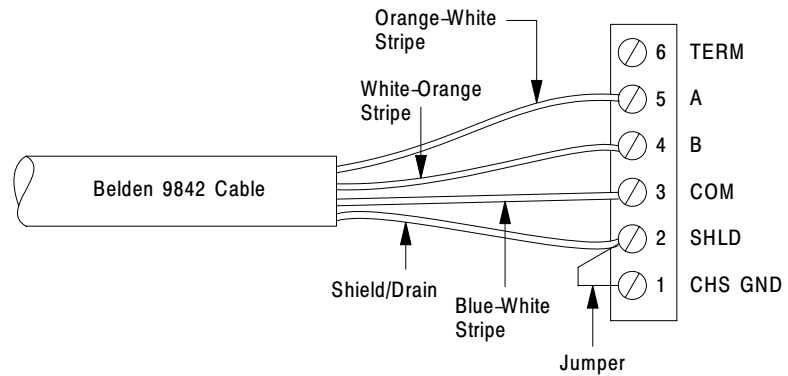 Orange-White
Stripe
6 TERM
White-Orange
Stripe
5 A
4 B
Belden 9842 Cable
3 COM
2 SHLD
Shield/Drain
Blue-White
Stripe
1 CHS GND
Jumper